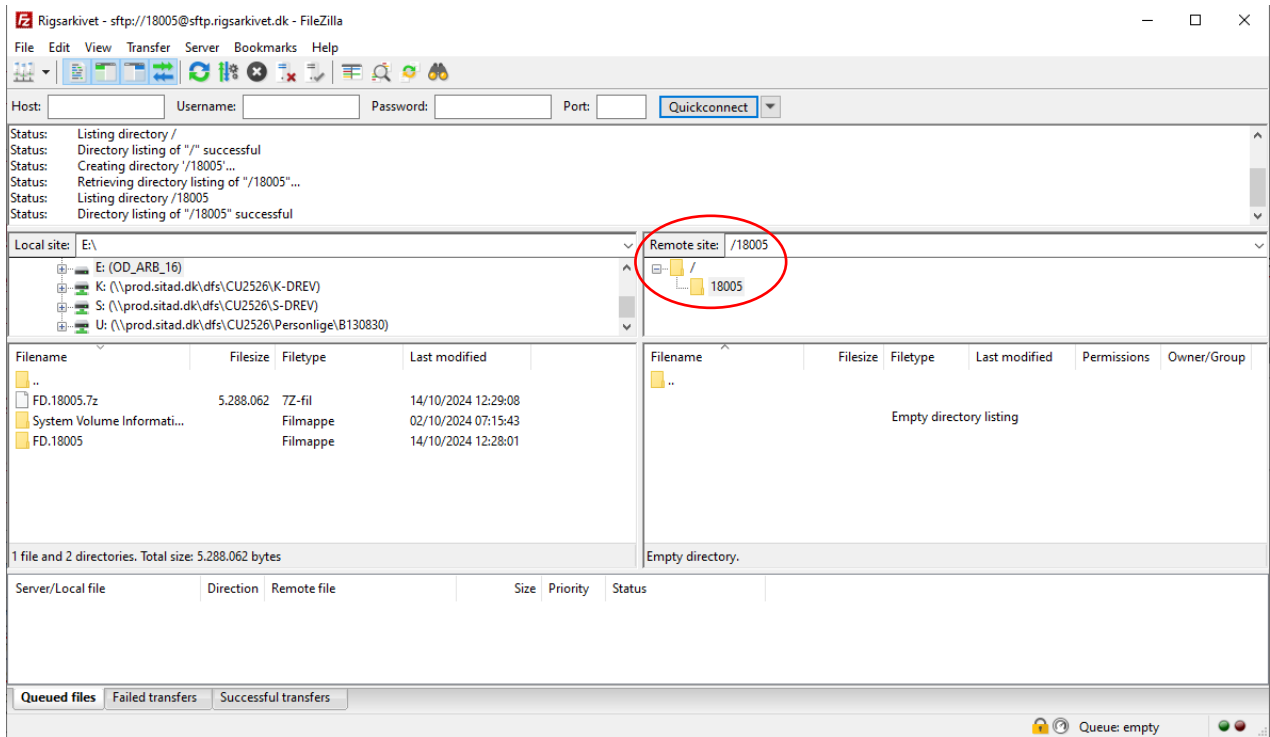 Rigsarkivet - sftp://18005@sftp.rigsarkivet.dk - FileZilla
File Edit View Transfer Server Bookmarks Help
Host: Username: Password: Port: Quickconnect
Status: Listing directory /
Status: Directory listing of "/" successful
Status: Creating directory '/18005'...
Status: Retrieving directory listing of "/18005"...
Status: Listing directory /18005
Status: Directory listing of "/18005" successful
Local site: E:\
E: (OD_ARB_16)
K: (\\prod.sitad.dk\dfs\CU2526\K-DREV)
S: (\\prod.sitad.dk\dfs\CU2526\S-DREV)
U: (\\prod.sitad.dk\dfs\CU2526\Personlige\B130830)
Remote site: /18005
/
18005
Filename Filesize Filetype Last modified
..
FD.18005.7z 5.288.062 7Z-fil 14/10/2024 12:29:08
System Volume Informati... Filmappe 02/10/2024 07:15:43
FD.18005 Filmappe 14/10/2024 12:28:01
1 file and 2 directories. Total size: 5.288.062 bytes
Filename Filesize Filetype Last modified Permissions Owner/Group
..
Empty directory listing
Empty directory.
Server/Local file Direction Remote file Size Priority Status
Queued files Failed transfers Successful transfers
Queue: empty